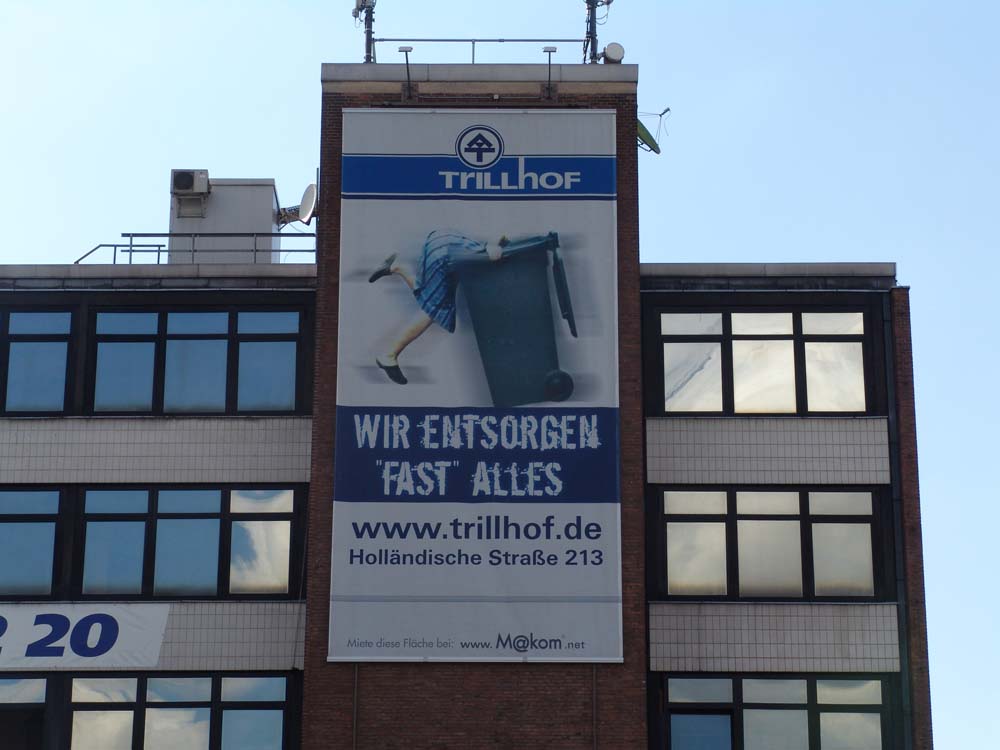 TRILLHOF
WIR ENTSORGEN
"FAST" ALLES
www.trillhof.de
Holländische Straße 213
Miete diese Fläche bei: www. M@kom .net
20